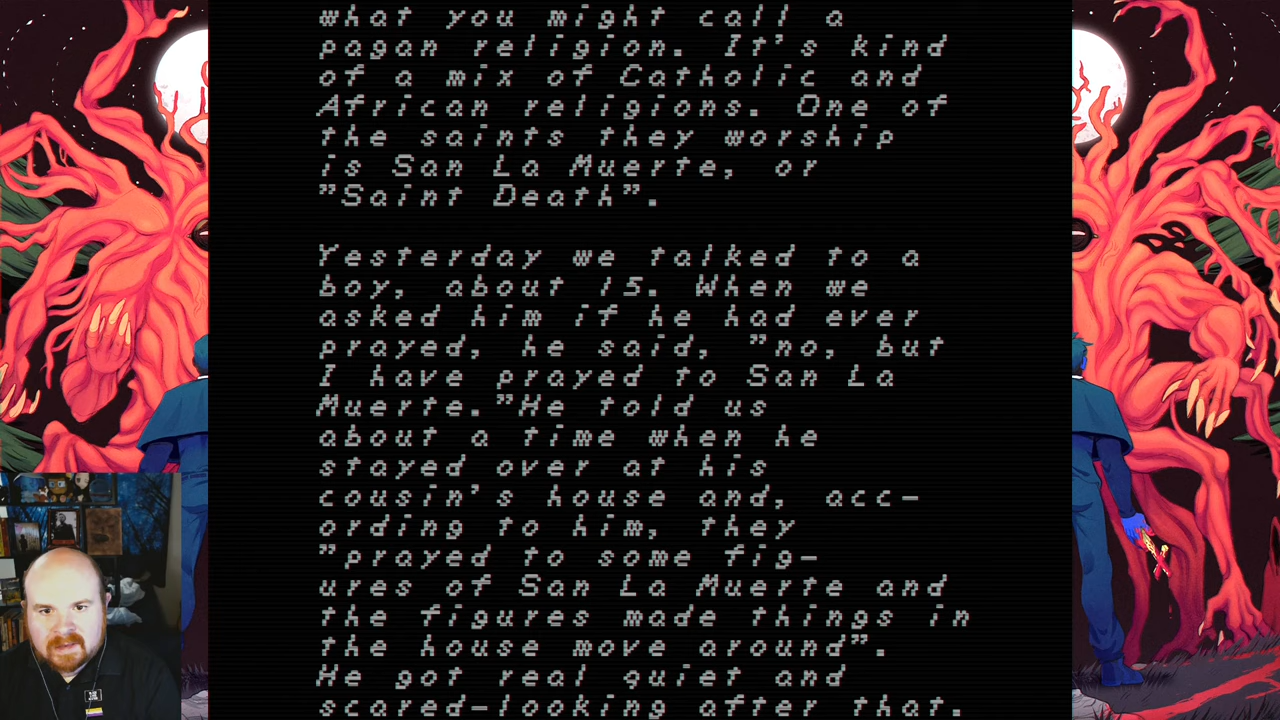 what you might call a
pagan religion. It's kind
of a mix of Catholic and
African religions. One of
the saints they worship
is San La Muerte, or
"Saint Death".
Yesterday we talked to a
boy, about 15. When we
asked him if he had ever
prayed, he said, "no, but
I have prayed to San La
Muerte."He told us
about a time when he
stayed over at his
cousin's house and, acc-
ording to him, they
"prayed to some fig-
ures of San La Muerte and
the figures made things in
the house move around".
He got real quiet and
scared-looking after that.